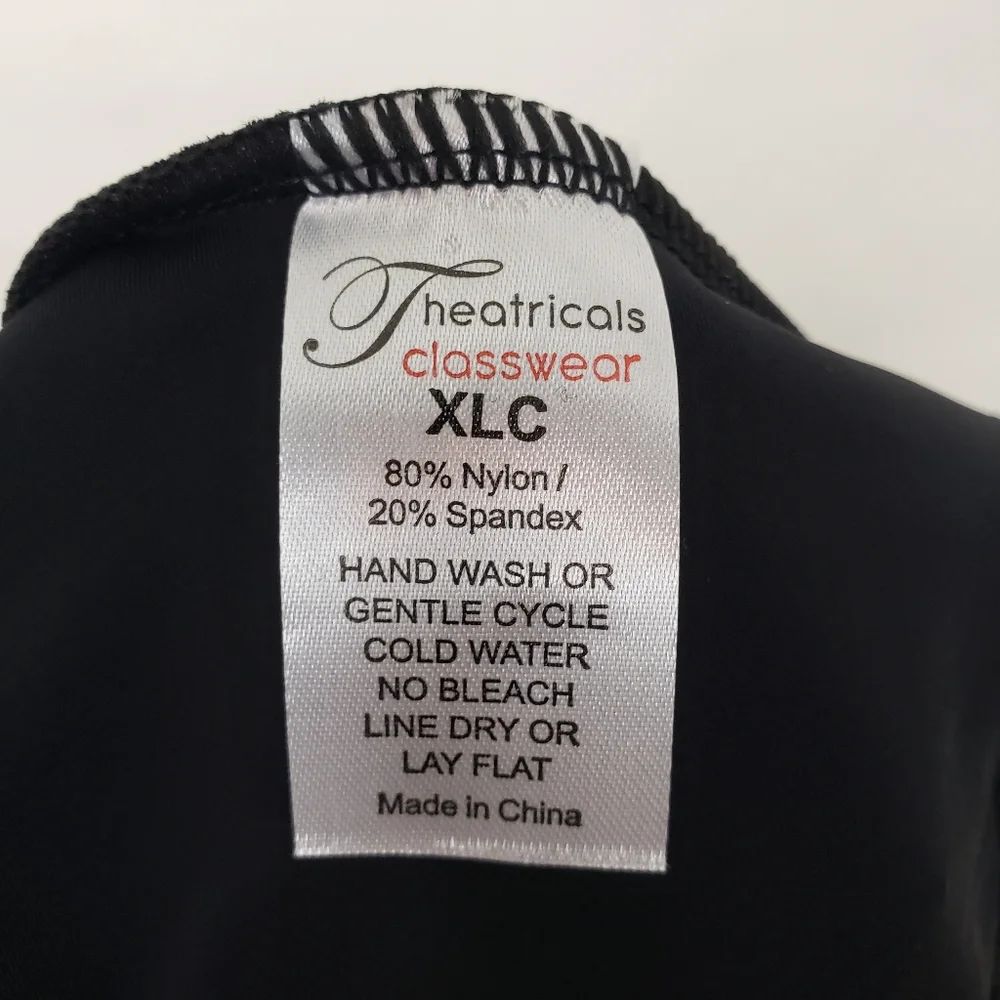 Theatricals
classwear
XLC
80% Nylon /
20% Spandex
HAND WASH OR
GENTLE CYCLE
COLD WATER
NO BLEACH
LINE DRY OR
LAY FLAT
Made in China